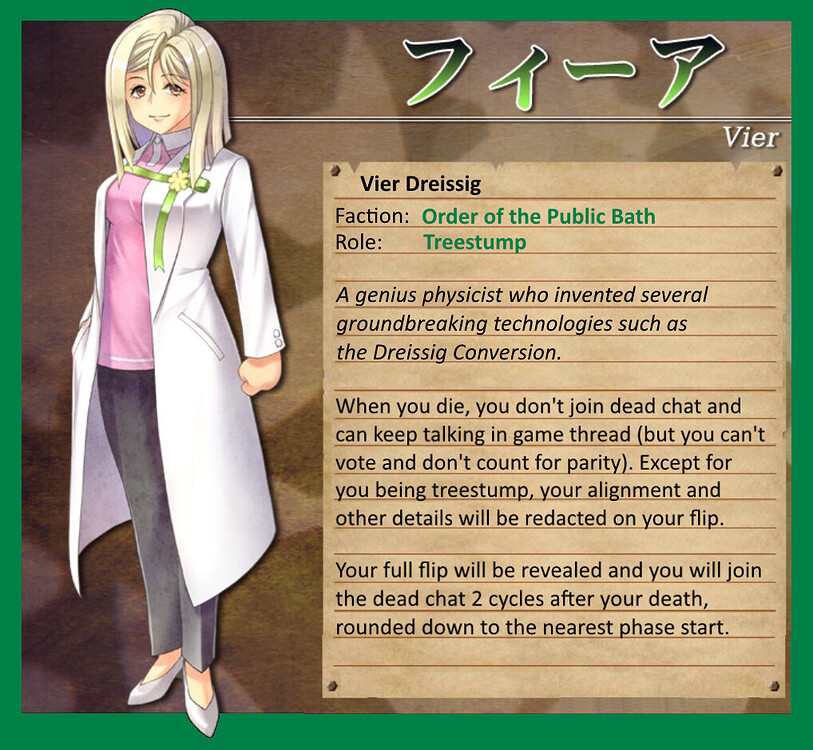 フィーア
Vier
Vier Dreissig
Faction: Order of the Public Bath
Role: Treestump
A genius physicist who invented several
groundbreaking technologies such as
the Dreissig Conversion.
When you die, you don't join dead chat and
can keep talking in game thread (but you can't
vote and don't count for parity). Except for
you being treestump, your alignment and
other details will be redacted on your flip.
Your full flip will be revealed and you will join
the dead chat 2 cycles after your death,
rounded down to the nearest phase start.